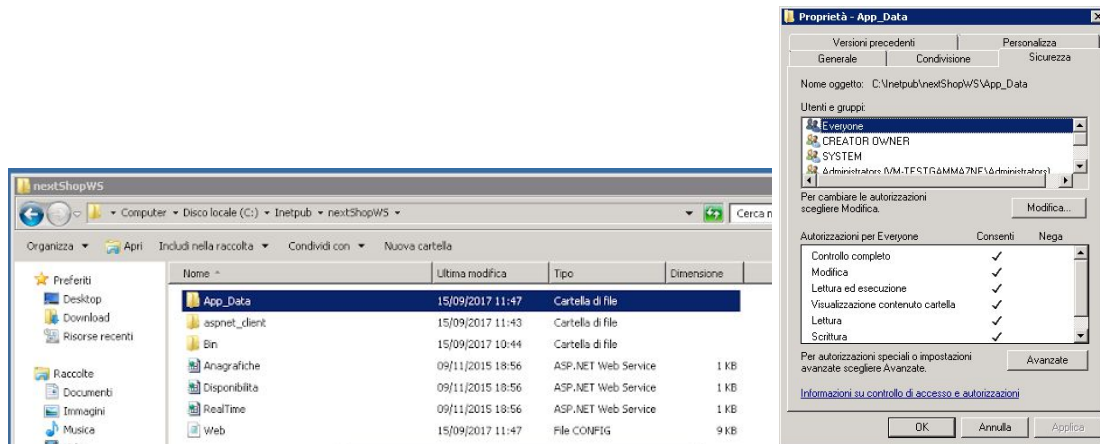 nextShopWS
Computer Disco locale (C:) Inetpub nextShopWS
Cerca n
Organizza Apri Includi nella raccolta Condividi con Nuova cartella
Preferiti
Desktop
Download
Risorse recenti
Raccolte
Documenti
Immagini
Musica
Nome Ultima modifica Tipo Dimensione
App_Data 15/09/2017 11:47 Cartella di file
aspnet_client 15/09/2017 11:43 Cartella di file
Bin 15/09/2017 10:44 Cartella di file
Anagrafiche 09/11/2015 18:56 ASP.NET Web Service 1 KB
Disponibilita 09/11/2015 18:56 ASP.NET Web Service 1 KB
RealTime 09/11/2015 18:56 ASP.NET Web Service 1 KB
Web 15/09/2017 11:47 File CONFIG 9 KB
Proprietà - App_Data
Versioni precedenti Personalizza
Generale Condivisione Sicurezza
Nome oggetto: C:\Inetpub\nextShopWS\App_Data
Utenti e gruppi:
Everyone
CREATOR OWNER
SYSTEM
Administrators (VM-TESTGAMMA7NE\Administrators)
Per cambiare le autorizzazioni
scegliere Modifica.
Modifica...
Autorizzazioni per Everyone Consenti Nega
Controllo completo ✓
Modifica ✓
Lettura ed esecuzione ✓
Visualizzazione contenuto cartella ✓
Lettura ✓
Scrittura ✓
Per autorizzazioni speciali o impostazioni
avanzate scegliere Avanzate.
Avanzate
Informazioni su controllo di accesso e autorizzazioni
OK Annulla Applica